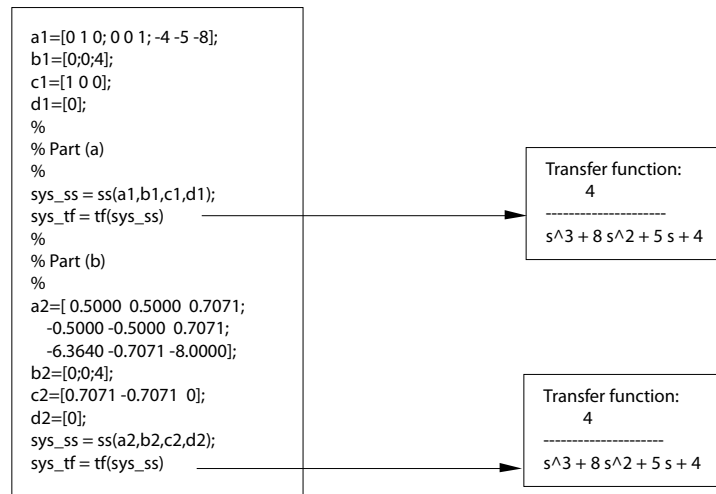 a1=[0 1 0; 0 0 1; -4 -5 -8];
b1=[0;0;4];
c1=[1 0 0];
d1=[0];
%
% Part (a)
%
sys_ss = ss(a1,b1,c1,d1);
sys_tf = tf(sys_ss)
%
% Part (b)
%
a2=[ 0.5000 0.5000 0.7071;
-0.5000 -0.5000 0.7071;
-6.3640 -0.7071 -8.0000];
b2=[0;0;4];
c2=[0.7071 -0.7071 0];
d2=[0];
sys_ss = ss(a2,b2,c2,d2);
sys_tf = tf(sys_ss)
Transfer function:
4
---------------------
s^3 + 8 s^2 + 5 s + 4
Transfer function:
4
---------------------
s^3 + 8 s^2 + 5 s + 4